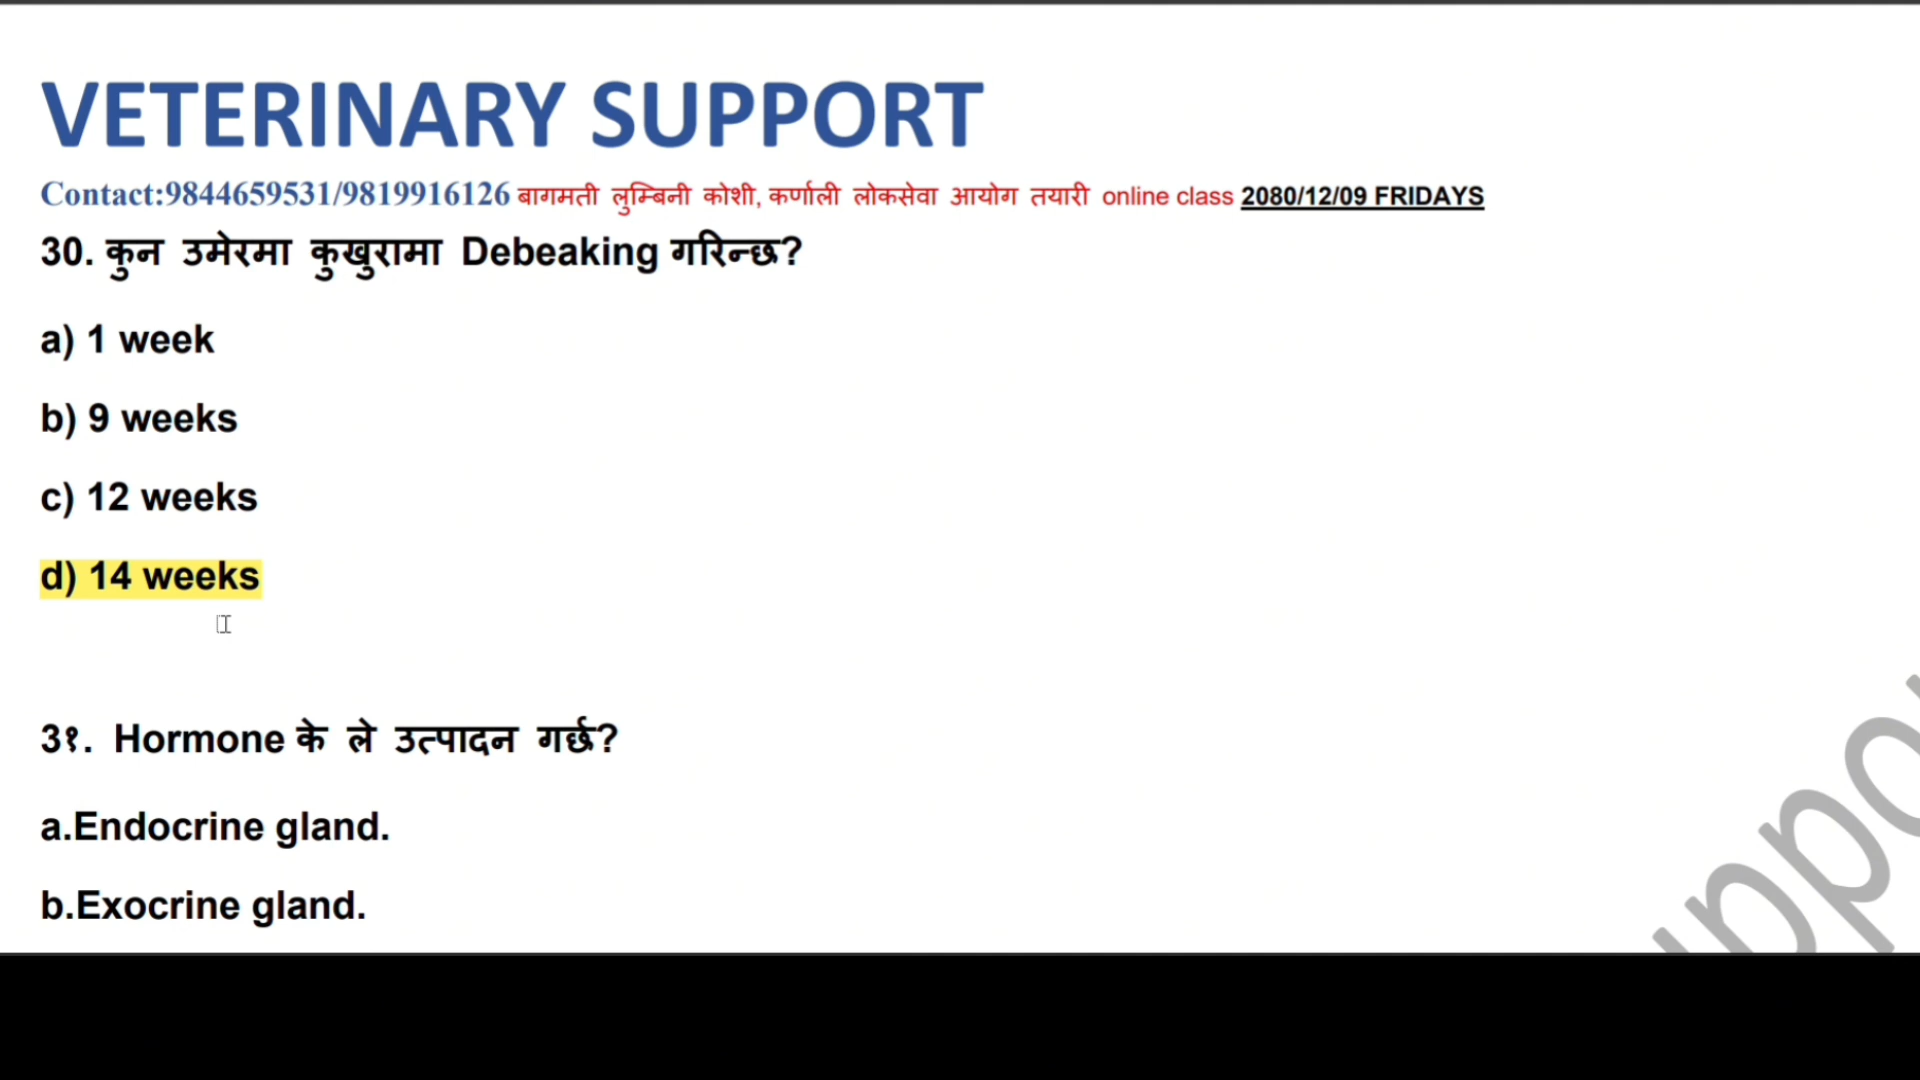 VETERINARY SUPPORT
Contact:9844659531/9819916126 बागमती लुम्बिनी कोशी, कर्णाली लोकसेवा आयोग तयारी online class 2080/12/09 FRIDAYS
30. कुन उमेरमा कुखुरामा Debeaking गरिन्छ?
a) 1 week
b) 9 weeks
c) 12 weeks
d) 14 weeks
3१. Hormone के ले उत्पादन गर्छ?
a.Endocrine gland.
b.Exocrine gland.